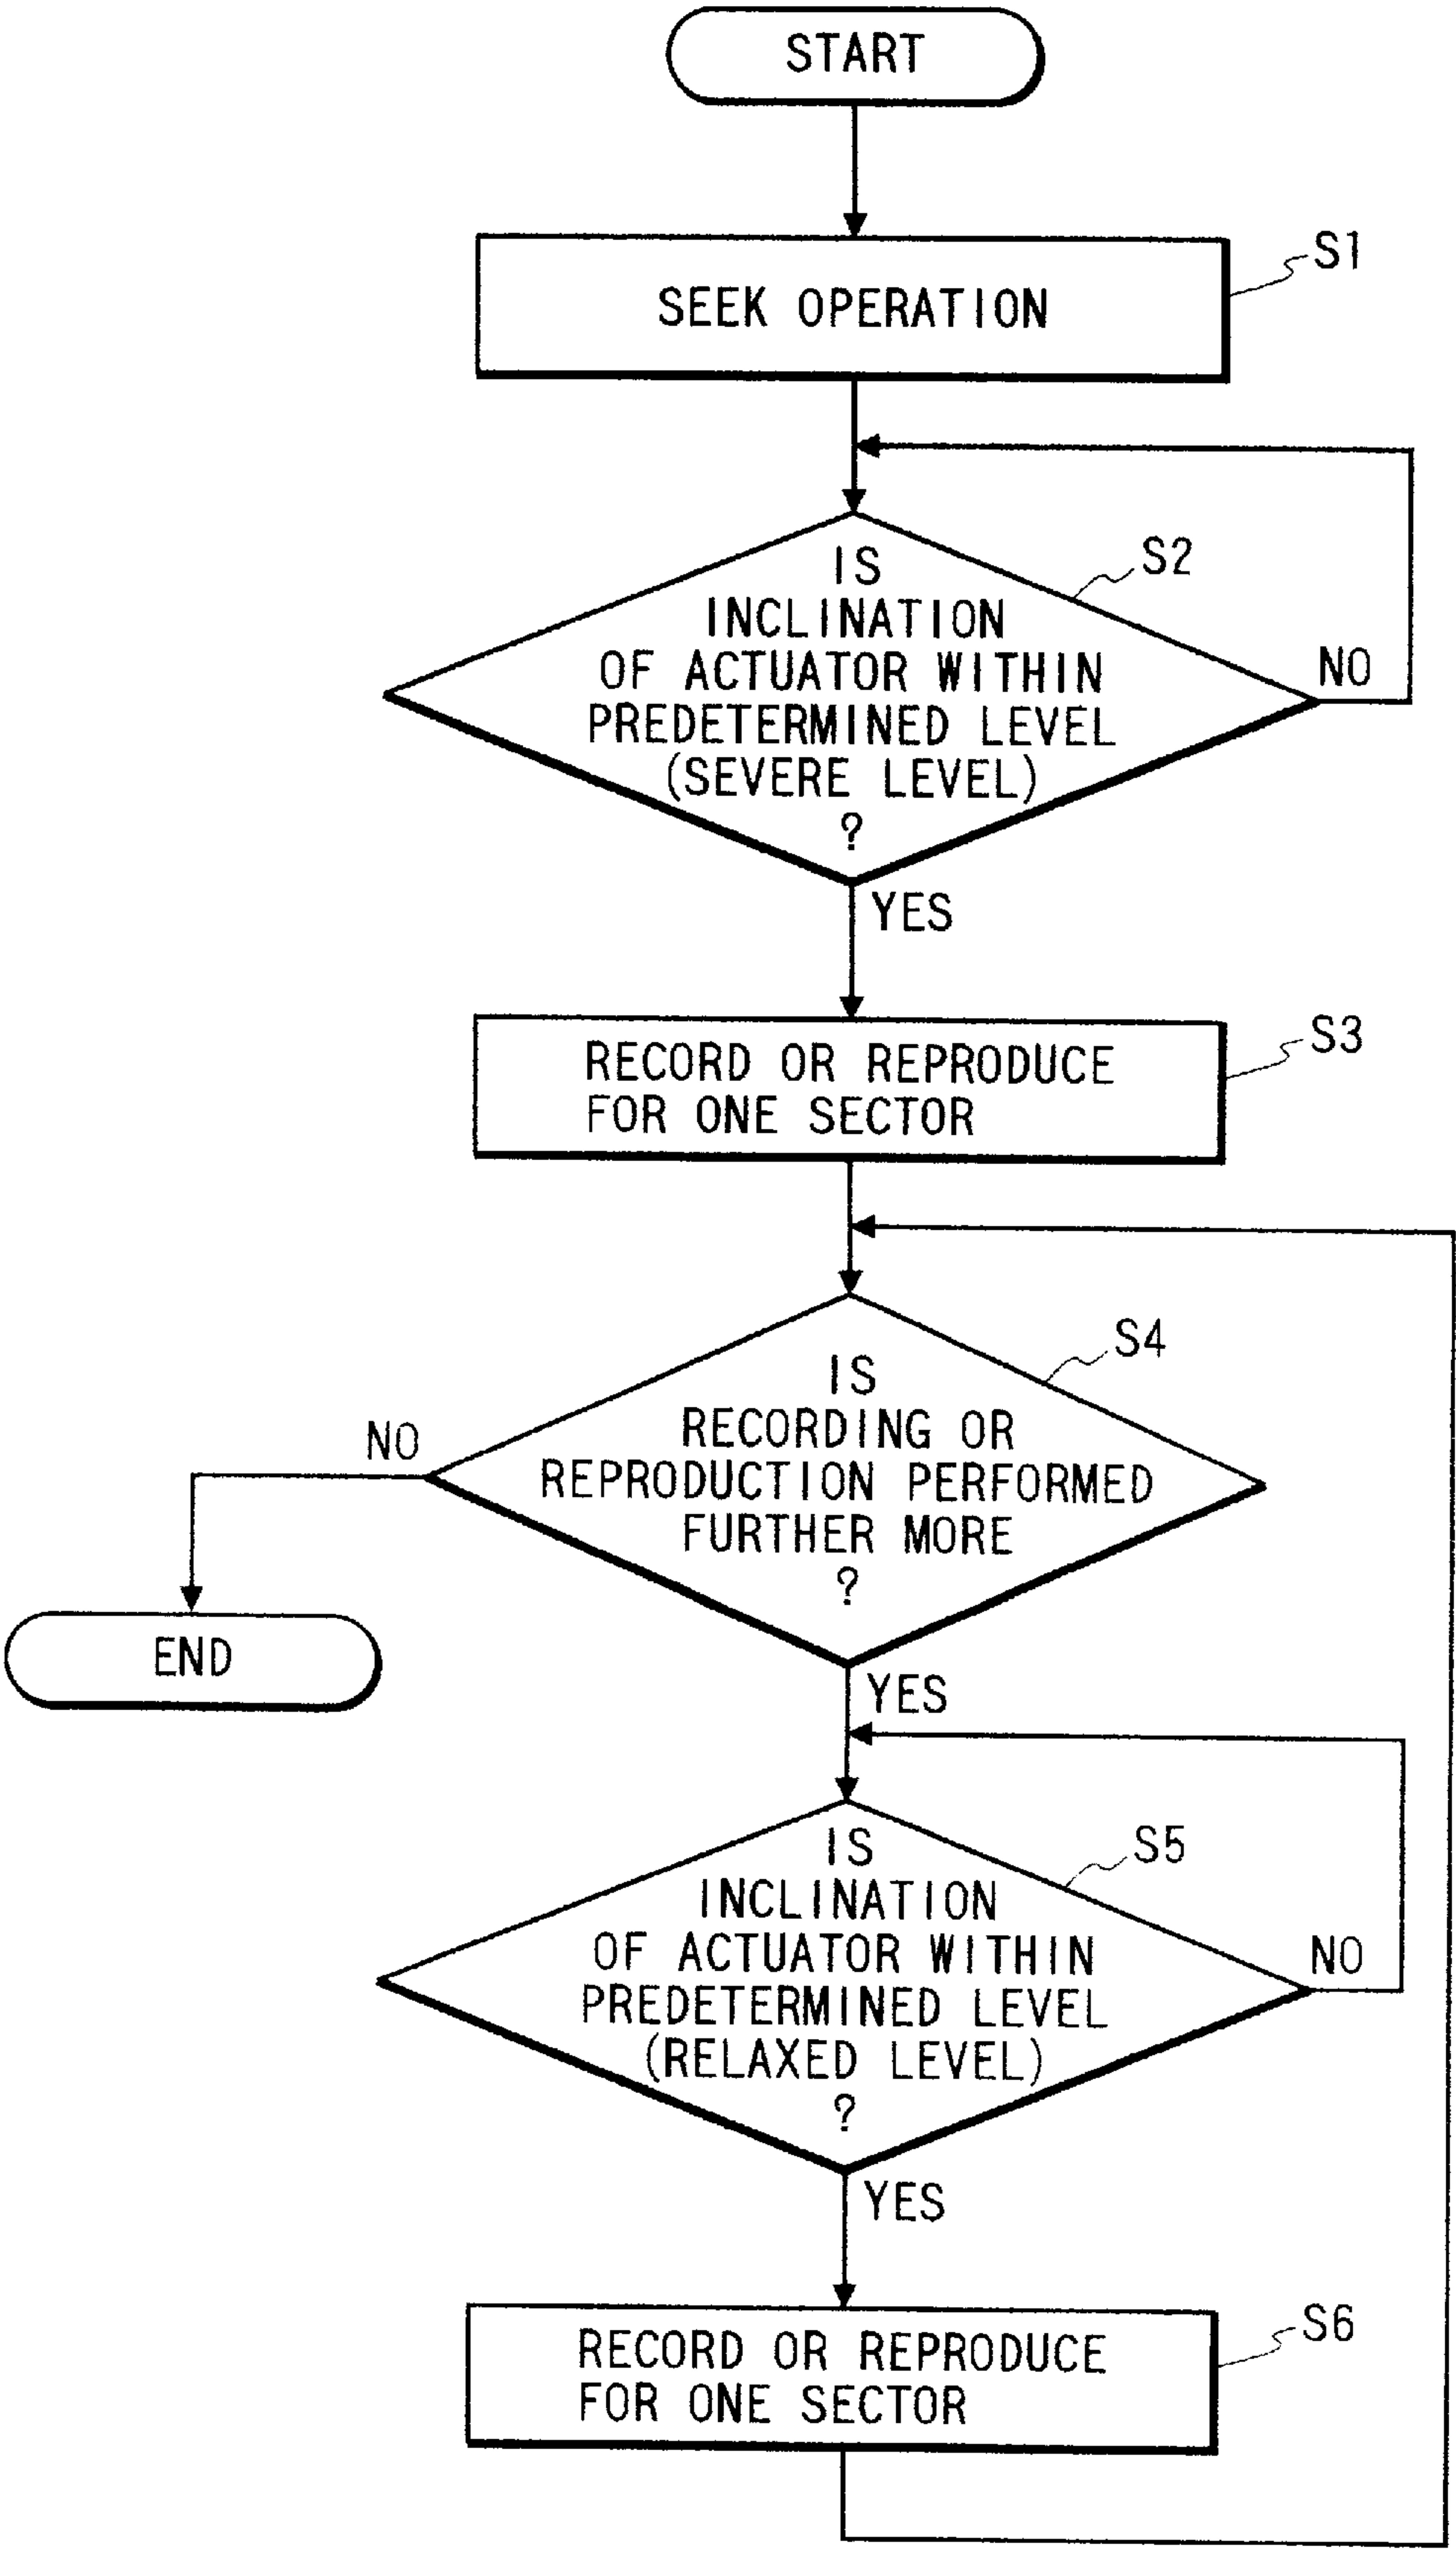 START
S1
SEEK OPERATION
S2
IS
INCLINATION
OF ACTUATOR WITHIN
PREDETERMINED LEVEL
(SEVERE LEVEL)
?
NO
YES
S3
RECORD OR REPRODUCE
FOR ONE SECTOR
S4
IS
RECORDING OR
REPRODUCTION PERFORMED
FURTHER MORE
?
NO
END
YES
S5
IS
INCLINATION
OF ACTUATOR WITHIN
PREDETERMINED LEVEL
(RELAXED LEVEL)
?
NO
YES
S6
RECORD OR REPRODUCE
FOR ONE SECTOR